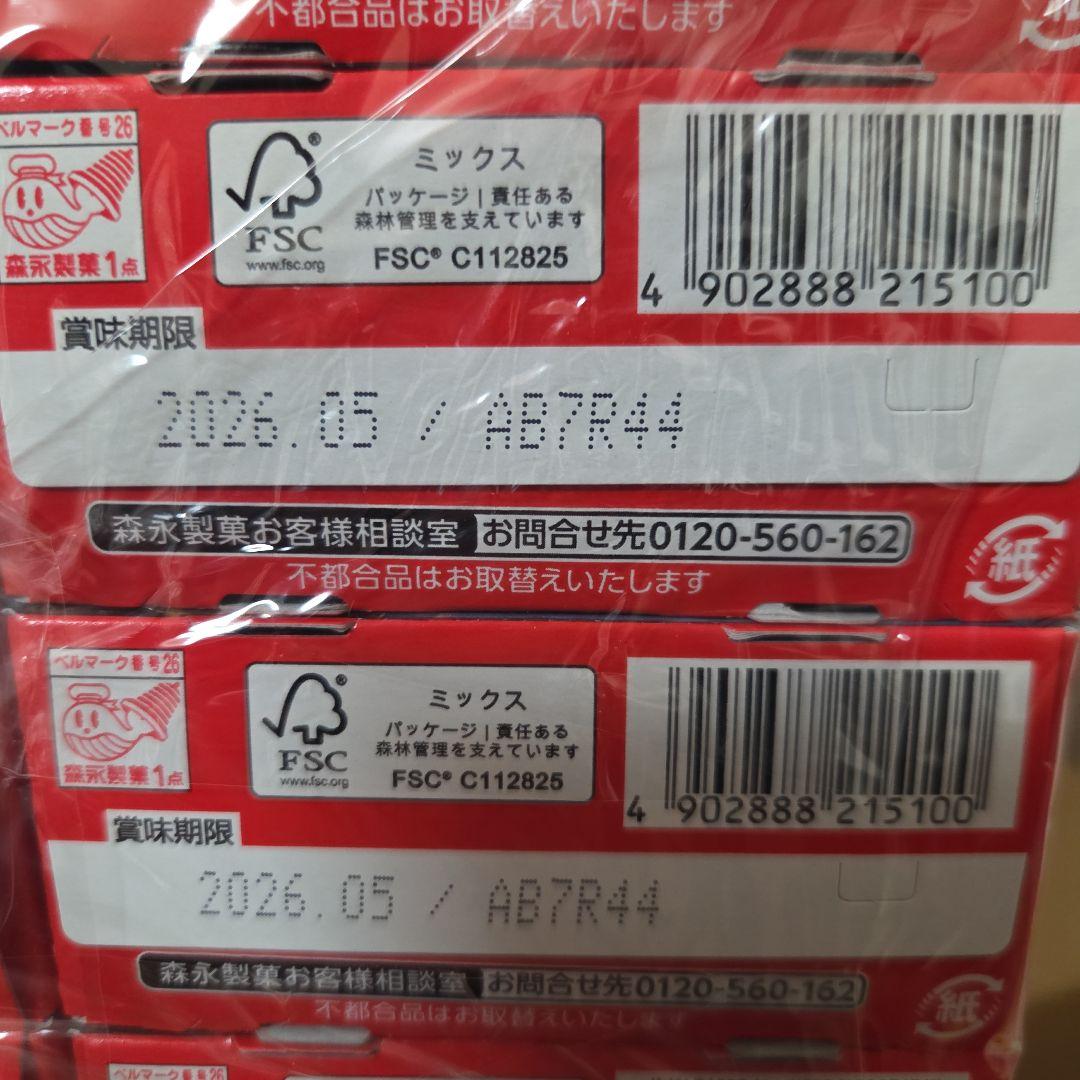 不都合品はお取替えいたします
紙
ベルマーク番号26
森永製菓1点
FSC®
www.fsc.org
ミックス
パッケージ | 責任ある
森林管理を支えています
FSC® C112825
4 902888 215100
賞味期限
2026.05 / AB7R44
森永製菓お客様相談室 お問合せ先0120-560-162
不都合品はお取替えいたします
紙
ベルマーク番号26
森永製菓1点
FSC®
www.fsc.org
ミックス
パッケージ | 責任ある
森林管理を支えています
FSC® C112825
4 902888 215100
賞味期限
2026.05 / AB7R44
森永製菓お客様相談室 お問合せ先0120-560-162
不都合品はお取替えいたします
紙
ベルマーク番号26